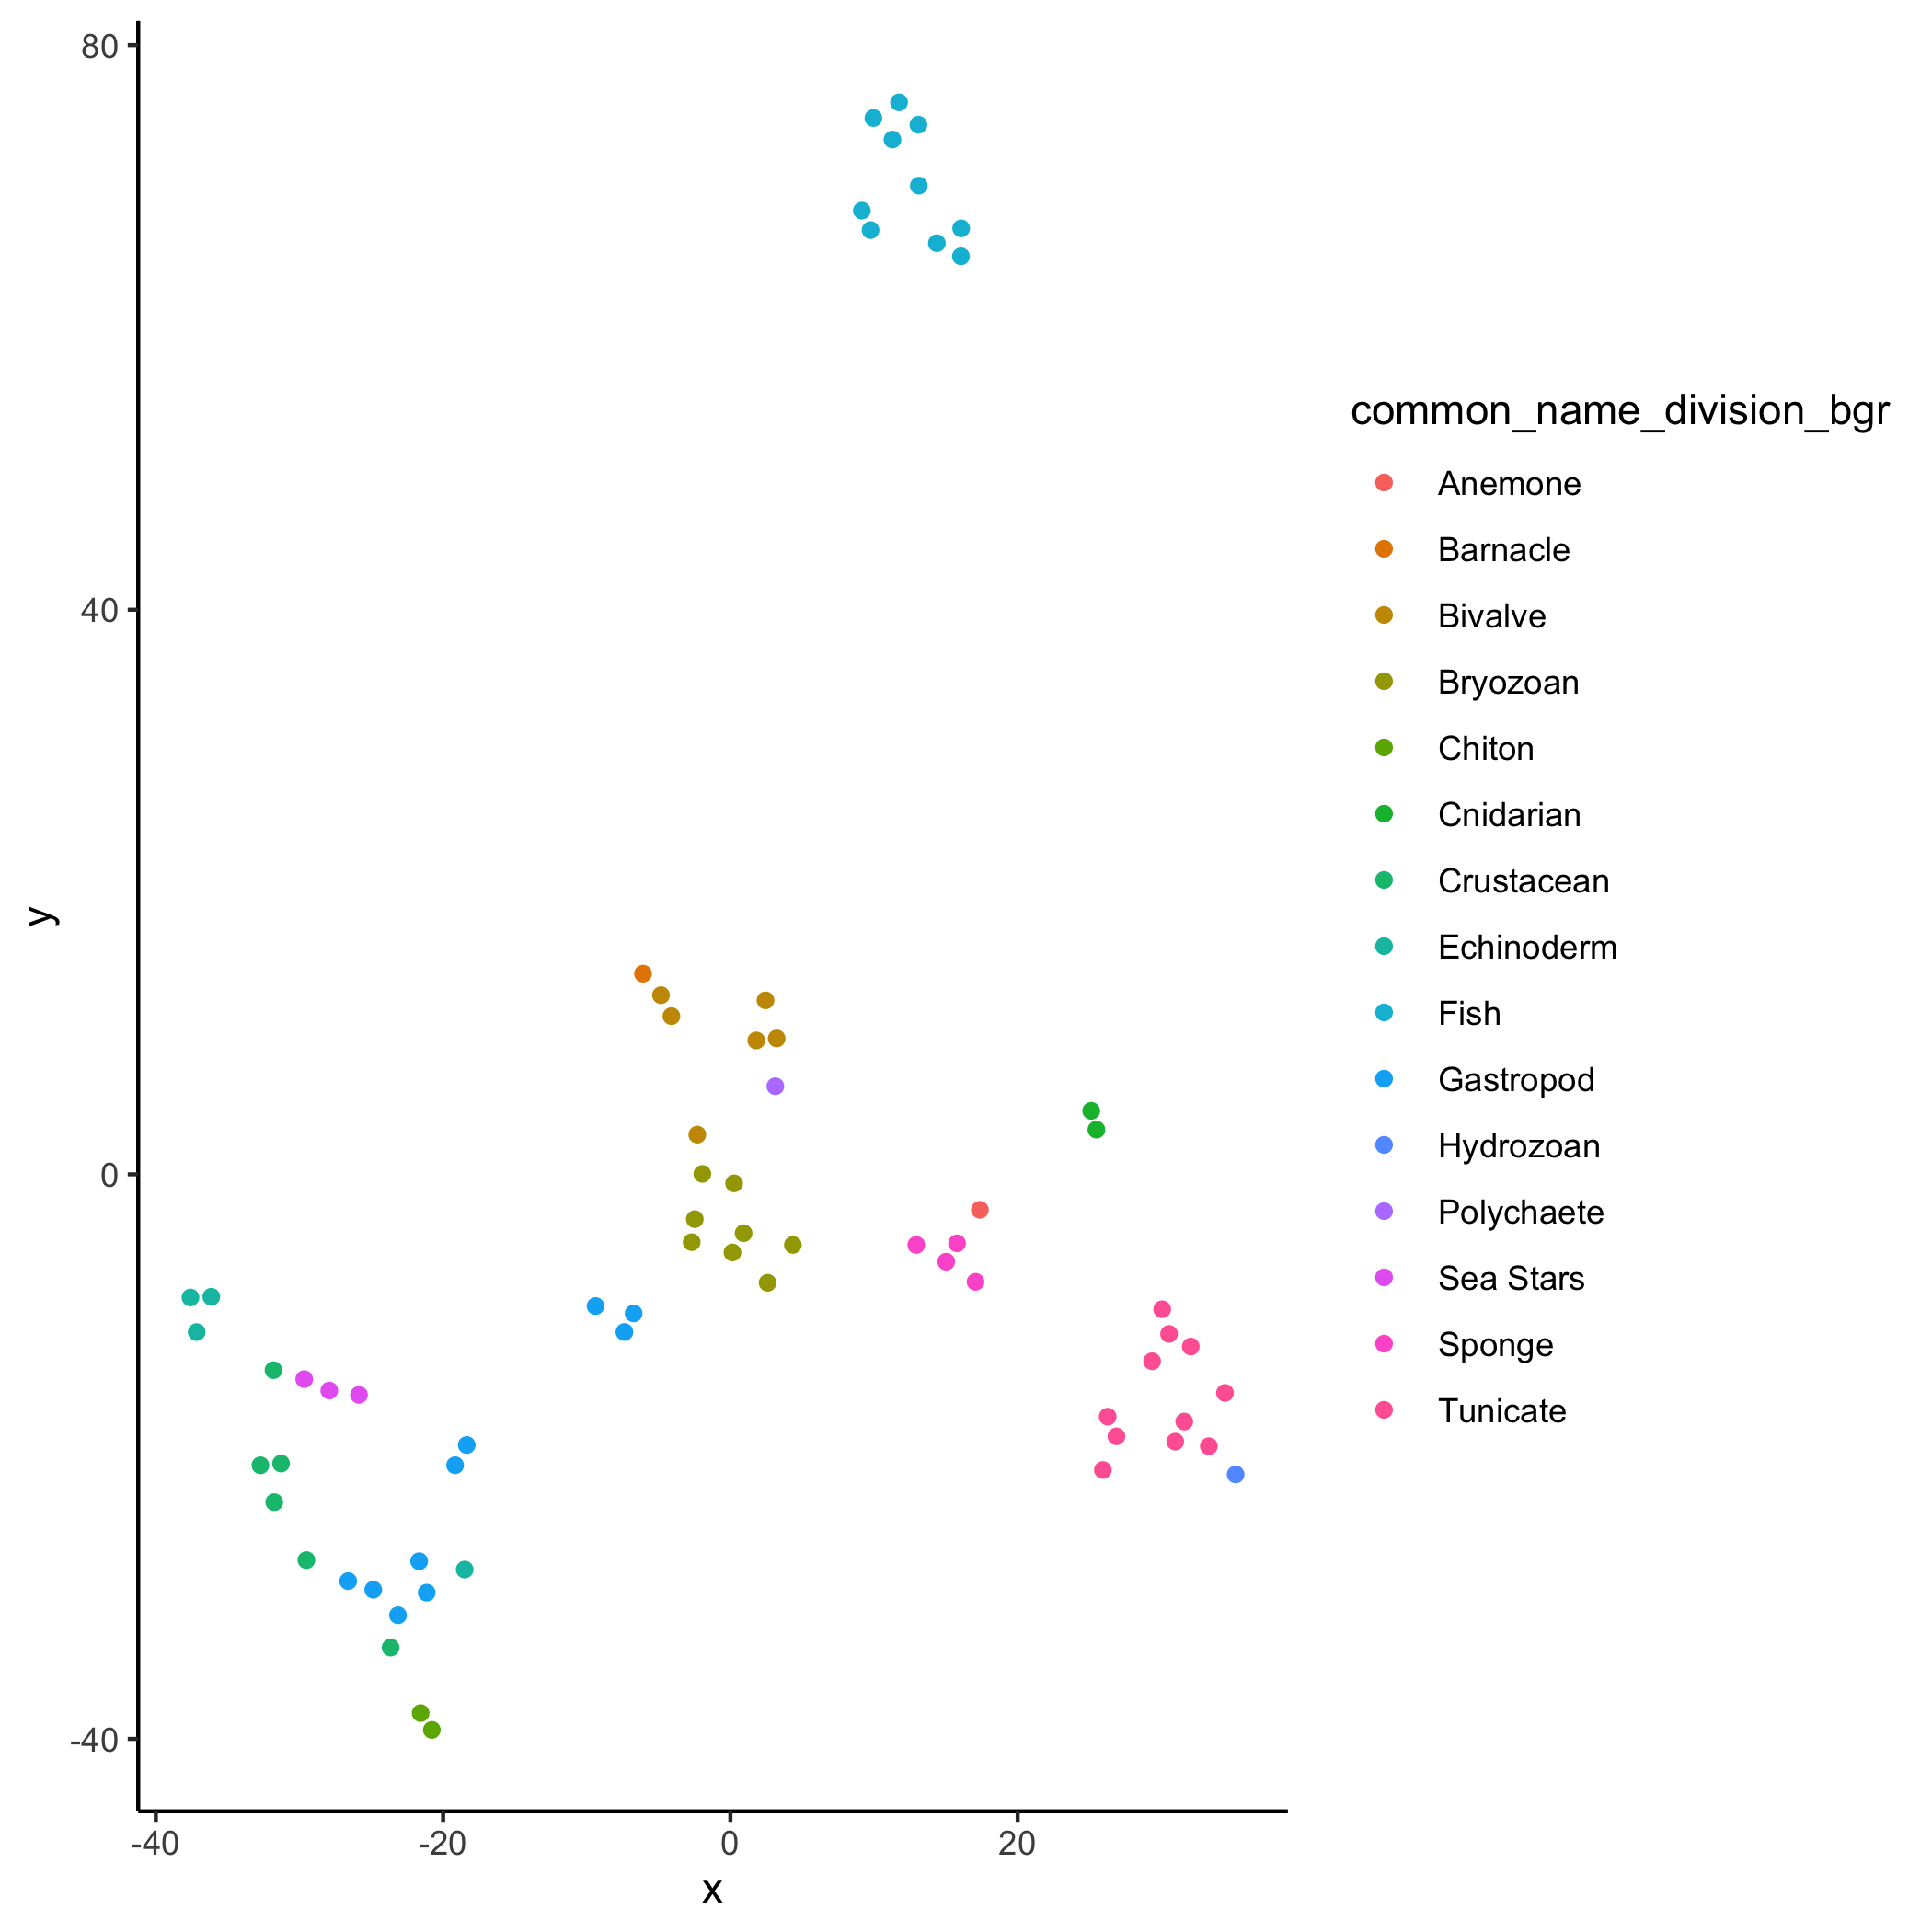 80
40
0
-40
y
-40 -20 0 20
x
common_name_division_bgr
Anemone
Barnacle
Bivalve
Bryozoan
Chiton
Cnidarian
Crustacean
Echinoderm
Fish
Gastropod
Hydrozoan
Polychaete
Sea Stars
Sponge
Tunicate